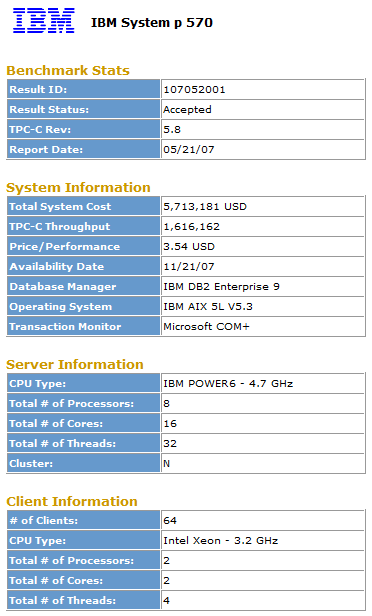 IBM IBM System p 570
Benchmark Stats
Result ID: 107052001
Result Status: Accepted
TPC-C Rev: 5.8
Report Date: 05/21/07
System Information
Total System Cost 5,713,181 USD
TPC-C Throughput 1,616,162
Price/Performance 3.54 USD
Availability Date 11/21/07
Database Manager IBM DB2 Enterprise 9
Operating System IBM AIX 5L V5.3
Transaction Monitor Microsoft COM+
Server Information
CPU Type: IBM POWER6 - 4.7 GHz
Total # of Processors: 8
Total # of Cores: 16
Total # of Threads: 32
Cluster: N
Client Information
# of Clients: 64
CPU Type: Intel Xeon - 3.2 GHz
Total # of Processors: 2
Total # of Cores: 2
Total # of Threads: 4